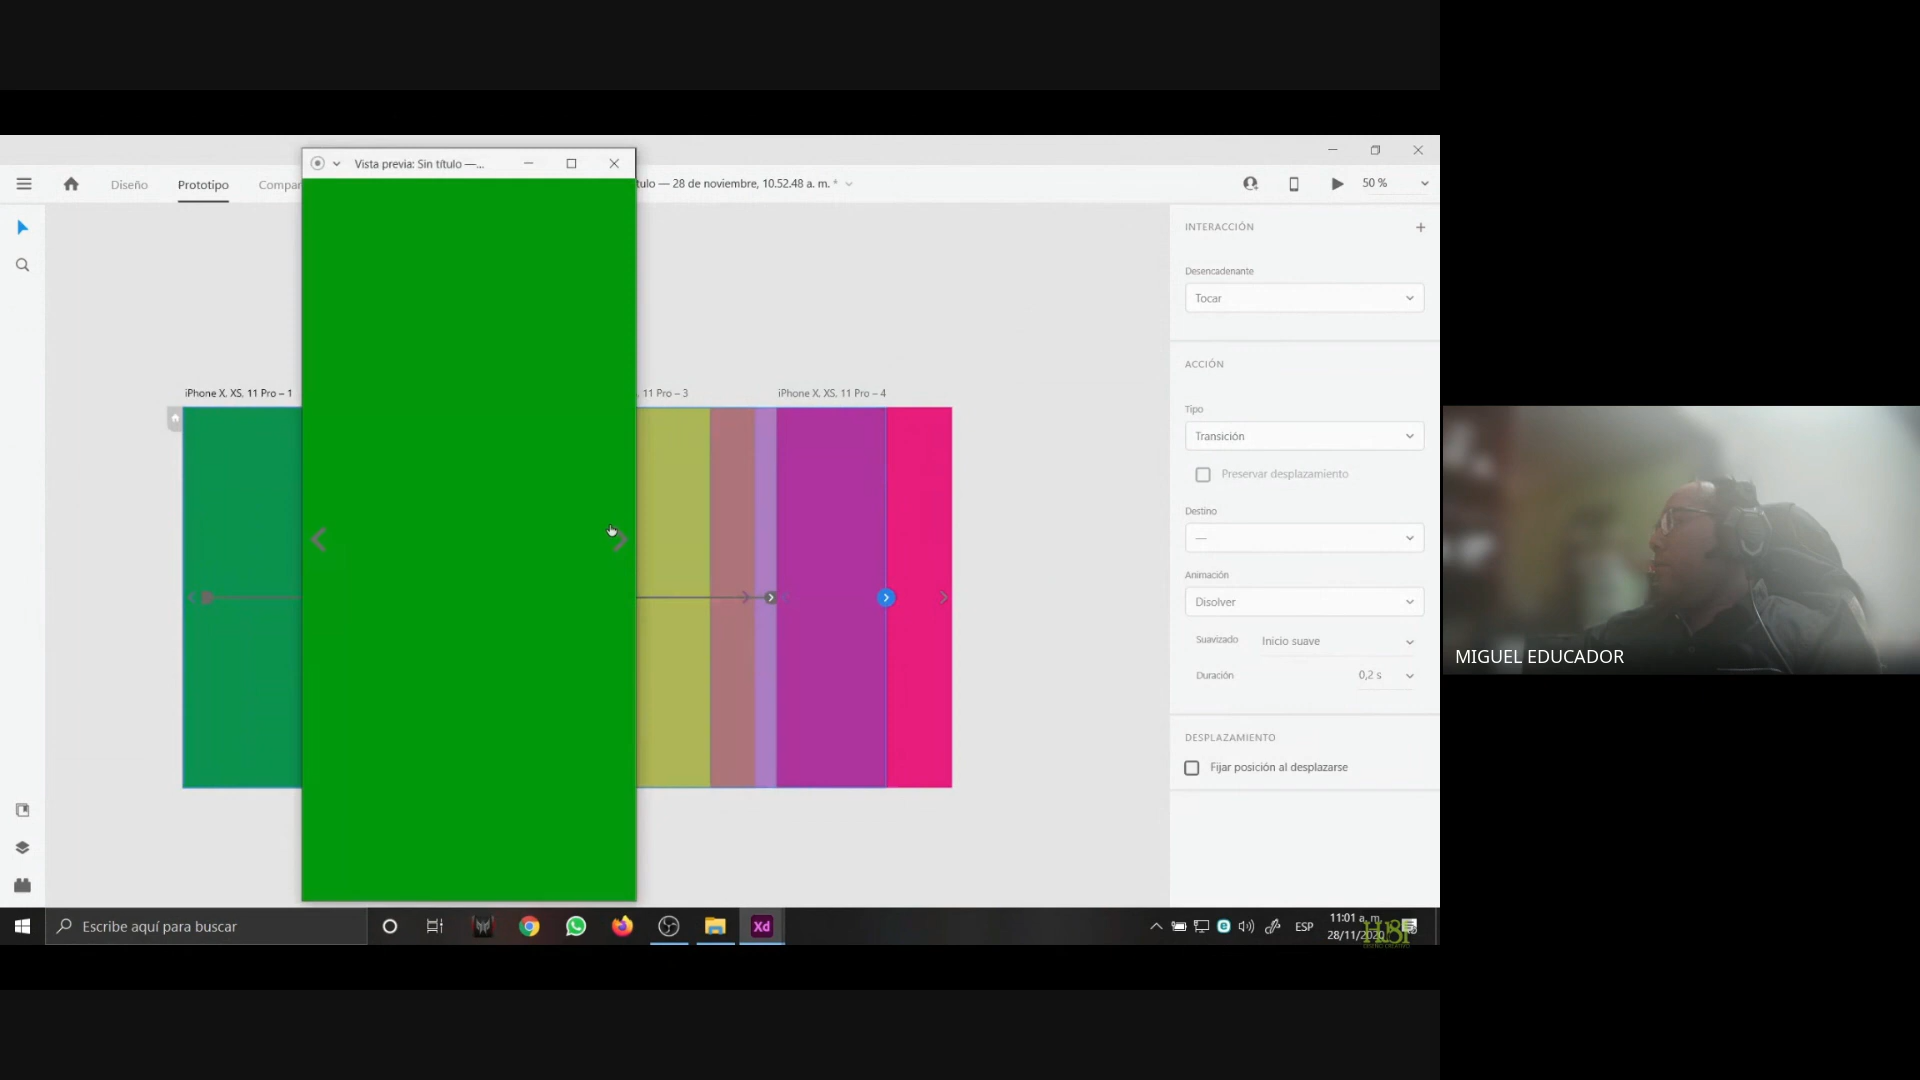 Vista previa: Sin título —...
Diseño
Prototipo
Compar
tulo — 28 de noviembre, 10.52.48 a. m. *
50 %
INTERACCIÓN
Desencadenante
Tocar
ACCIÓN
Tipo
Transición
Preservar desplazamiento
Destino
—
Animación
Disolver
Suavizado
Inicio suave
Duración
0,2 s
DESPLAZAMIENTO
Fijar posición al desplazarse
iPhone X, XS, 11 Pro – 1
, 11 Pro – 3
iPhone X, XS, 11 Pro – 4
MIGUEL EDUCADOR
Escribe aquí para buscar
Xd
ESP
11:01 a. m.
28/11/2020